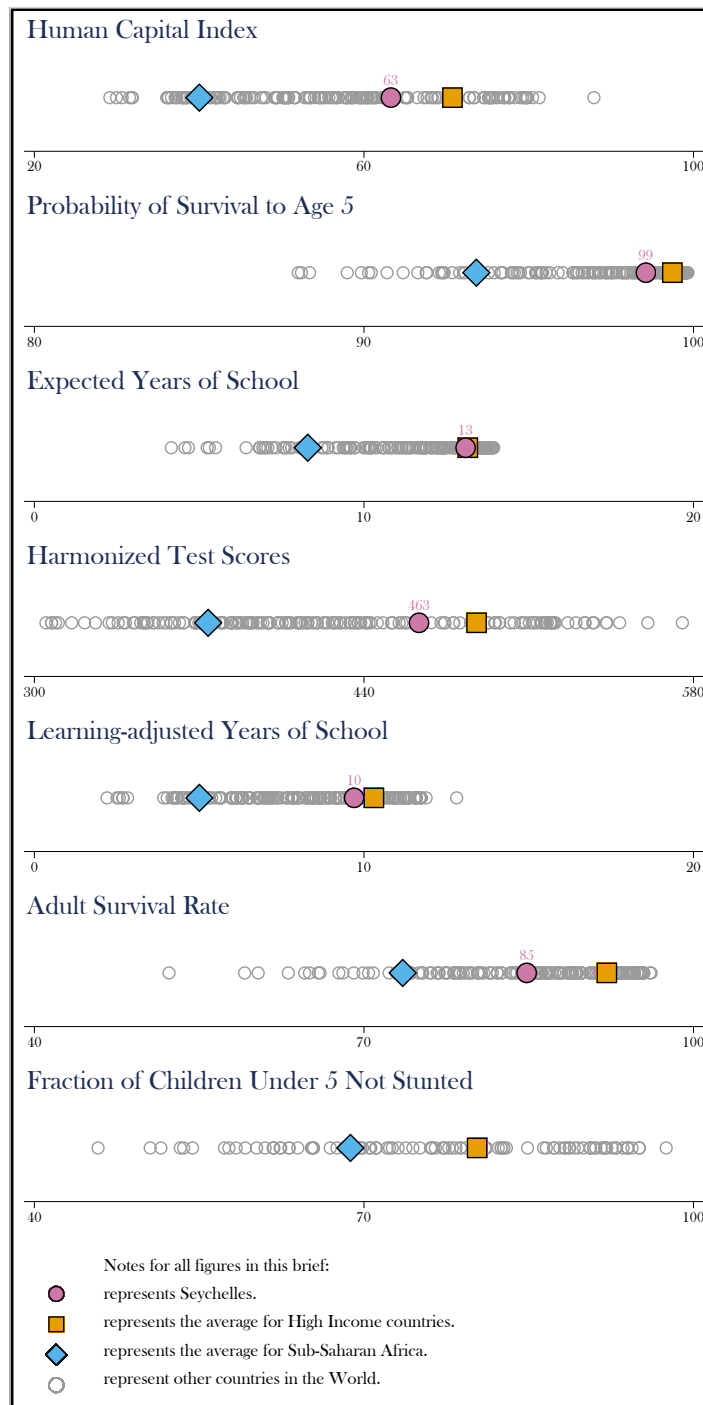 Human Capital Index
63
20 60 100
Probability of Survival to Age 5
99
80 90 100
Expected Years of School
13
0 10 20
Harmonized Test Scores
463
300 440 580
Learning-adjusted Years of School
10
0 10 20
Adult Survival Rate
85
40 70 100
Fraction of Children Under 5 Not Stunted
40 70 100
Notes for all figures in this brief:
represents Seychelles.
represents the average for High Income countries.
represents the average for Sub-Saharan Africa.
represent other countries in the World.